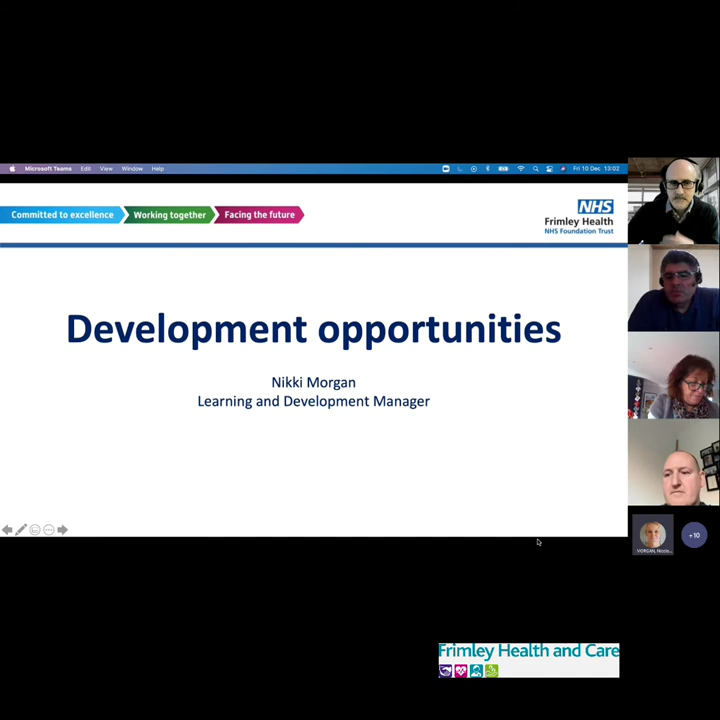 Microsoft Teams Edit View Window Help Fri 10 Dec 13:02
Committed to excellence Working together Facing the future
NHS
Frimley Health
NHS Foundation Trust
Development opportunities
Nikki Morgan
Learning and Development Manager
+10
Frimley Health and Care